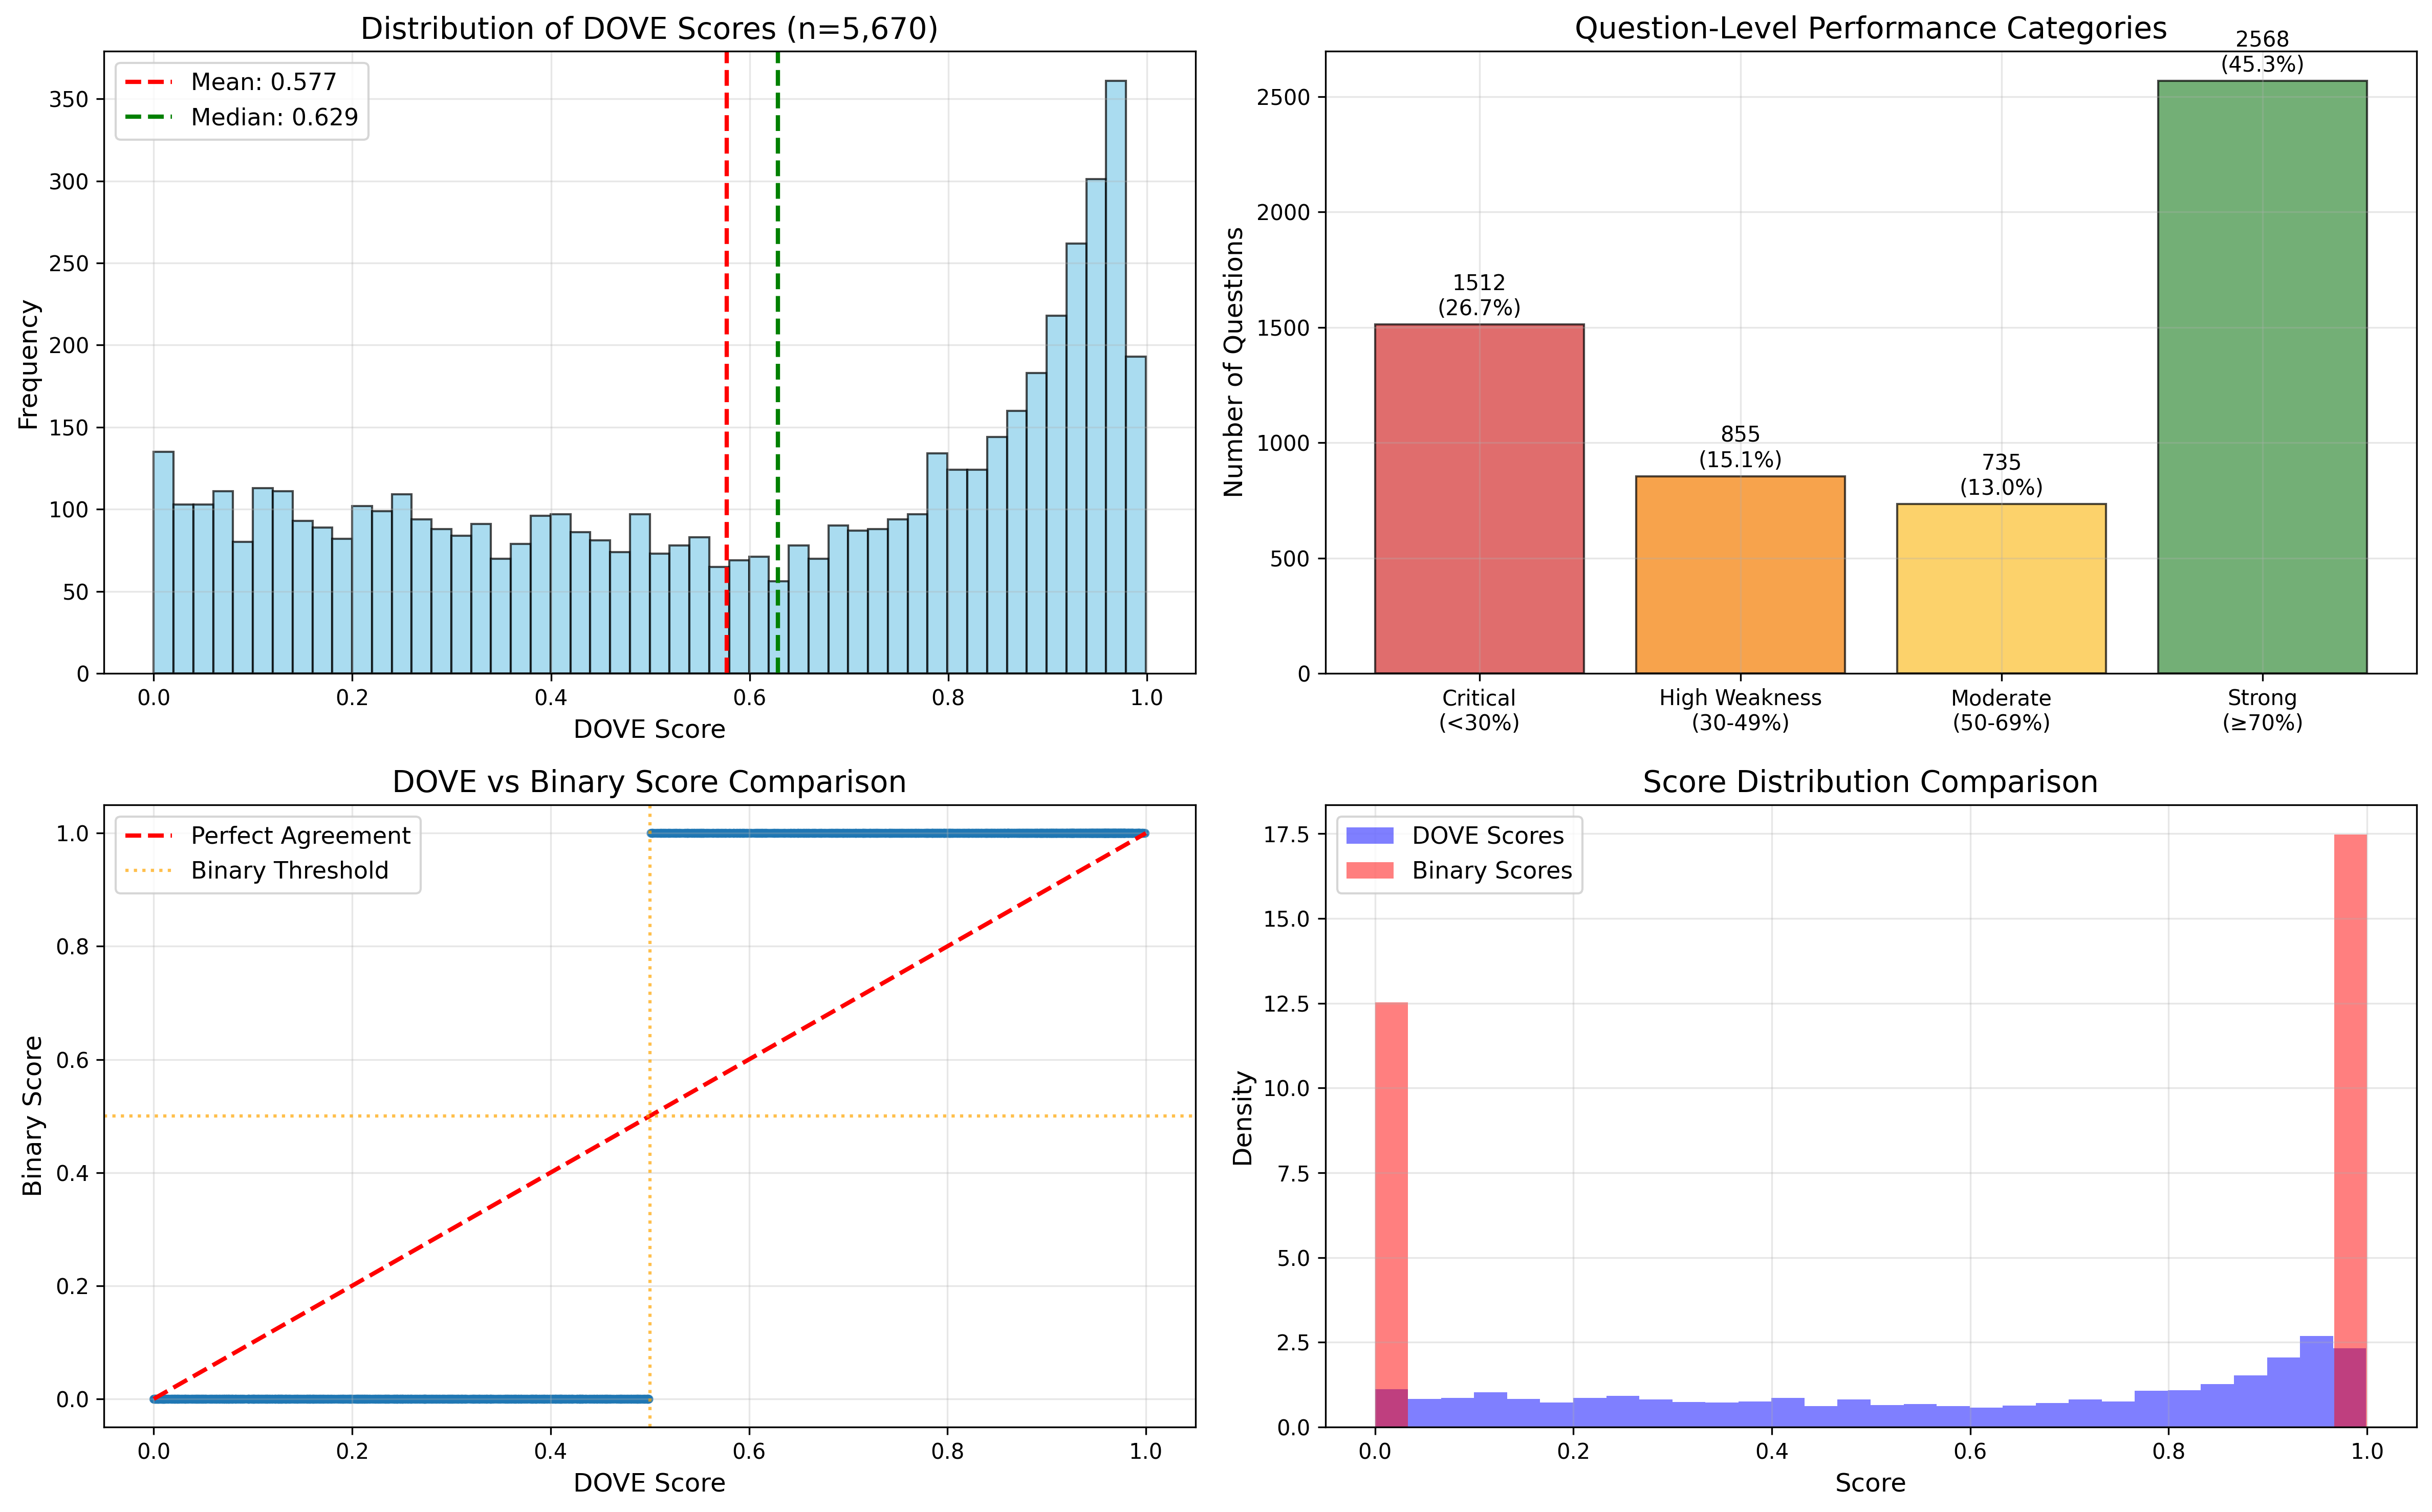 Distribution of DOVE Scores (n=5,670)
Mean: 0.577
Median: 0.629
Frequency
350
300
250
200
150
100
50
0
0.0
0.2
0.4
0.6
0.8
1.0
DOVE Score
Question-Level Performance Categories
2568
(45.3%)
1512
(26.7%)
855
(15.1%)
735
(13.0%)
Number of Questions
2500
2000
1500
1000
500
0
Critical
(<30%)
High Weakness
(30-49%)
Moderate
(50-69%)
Strong
(≥70%)
DOVE vs Binary Score Comparison
Perfect Agreement
Binary Threshold
Binary Score
1.0
0.8
0.6
0.4
0.2
0.0
0.0
0.2
0.4
0.6
0.8
1.0
DOVE Score
Score Distribution Comparison
DOVE Scores
Binary Scores
Density
17.5
15.0
12.5
10.0
7.5
5.0
2.5
0.0
0.0
0.2
0.4
0.6
0.8
1.0
Score